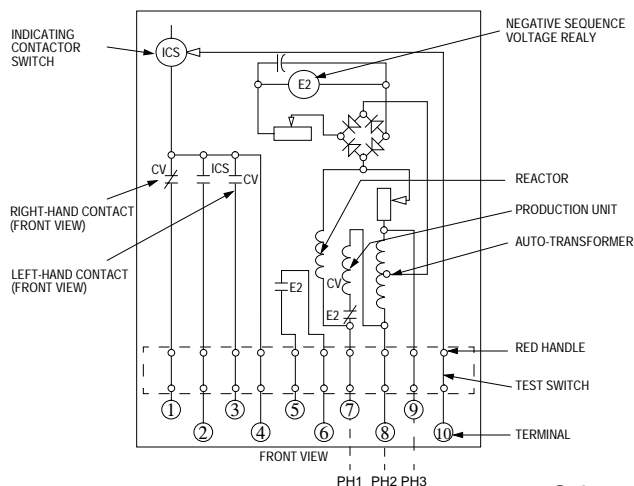 INDICATING
CONTACTOR
SWITCH
ICS
NEGATIVE SEQUENCE
VOLTAGE REALY
E2
CV
ICS
CV
RIGHT-HAND CONTACT
(FRONT VIEW)
LEFT-HAND CONTACT
(FRONT VIEW)
REACTOR
PRODUCTION UNIT
AUTO-TRANSFORMER
CV
E2
E2
RED HANDLE
TEST SWITCH
1
2
3
4
5
6
7
8
9
10
TERMINAL
FRONT VIEW
PH1 PH2 PH3